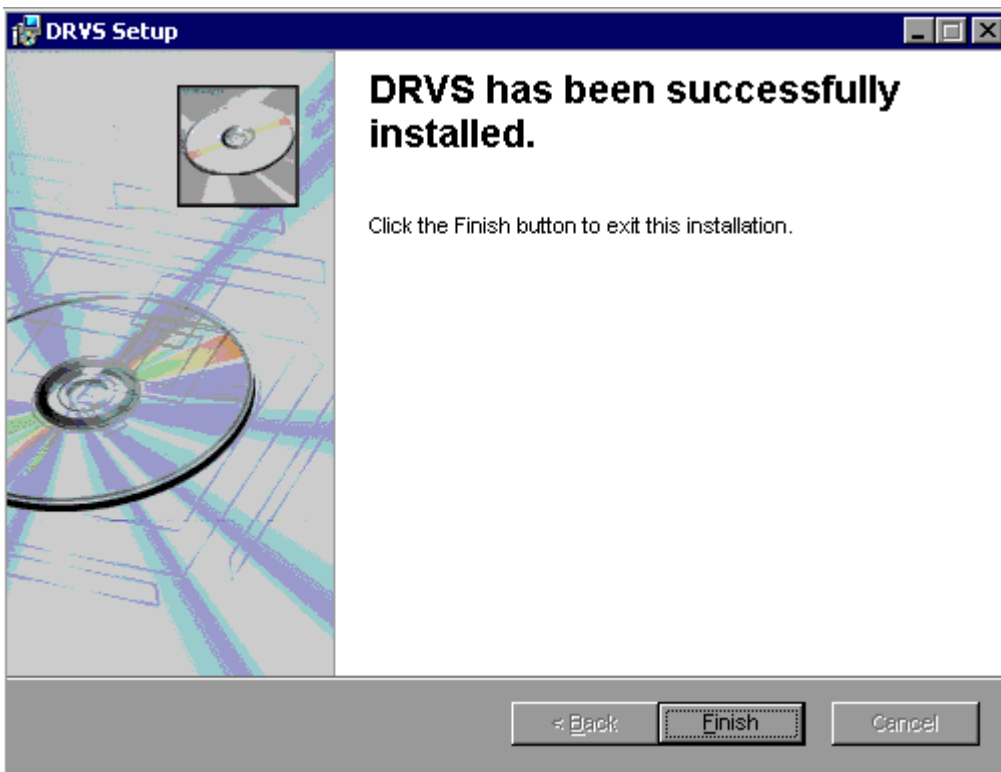 DRVS Setup
DRVS has been successfully
installed.
Click the Finish button to exit this installation.
< Back
Finish
Cancel